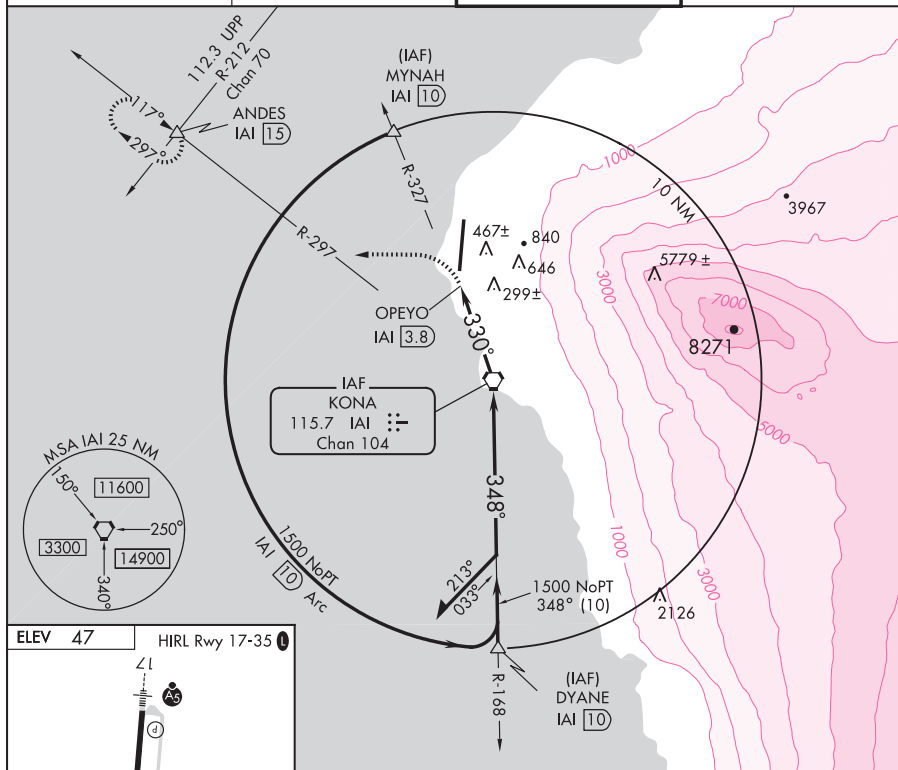 112.3 UPP
R-212
Chan 70
(IAF)
MYNAH
IAI 10
117°
297°
ANDES
IAI 15
R-327
10 NM
1000
3967
R-297
467±
840
646
299±
3000
5779±
7000
8271
OPEYO
IAI 3.8
330°
IAF
KONA
115.7 IAI
Chan 104
5000
MSA IAI 25 NM
150°
11600
250°
3300
14900
340°
348°
1500 NoPT
IAI 10 Arc
213°
033°
1500 NoPT
348° (10)
1000
3000
2126
R-168
(IAF)
DYANE
IAI 10
ELEV 47
HIRL Rwy 17-35 L
17
A5
P